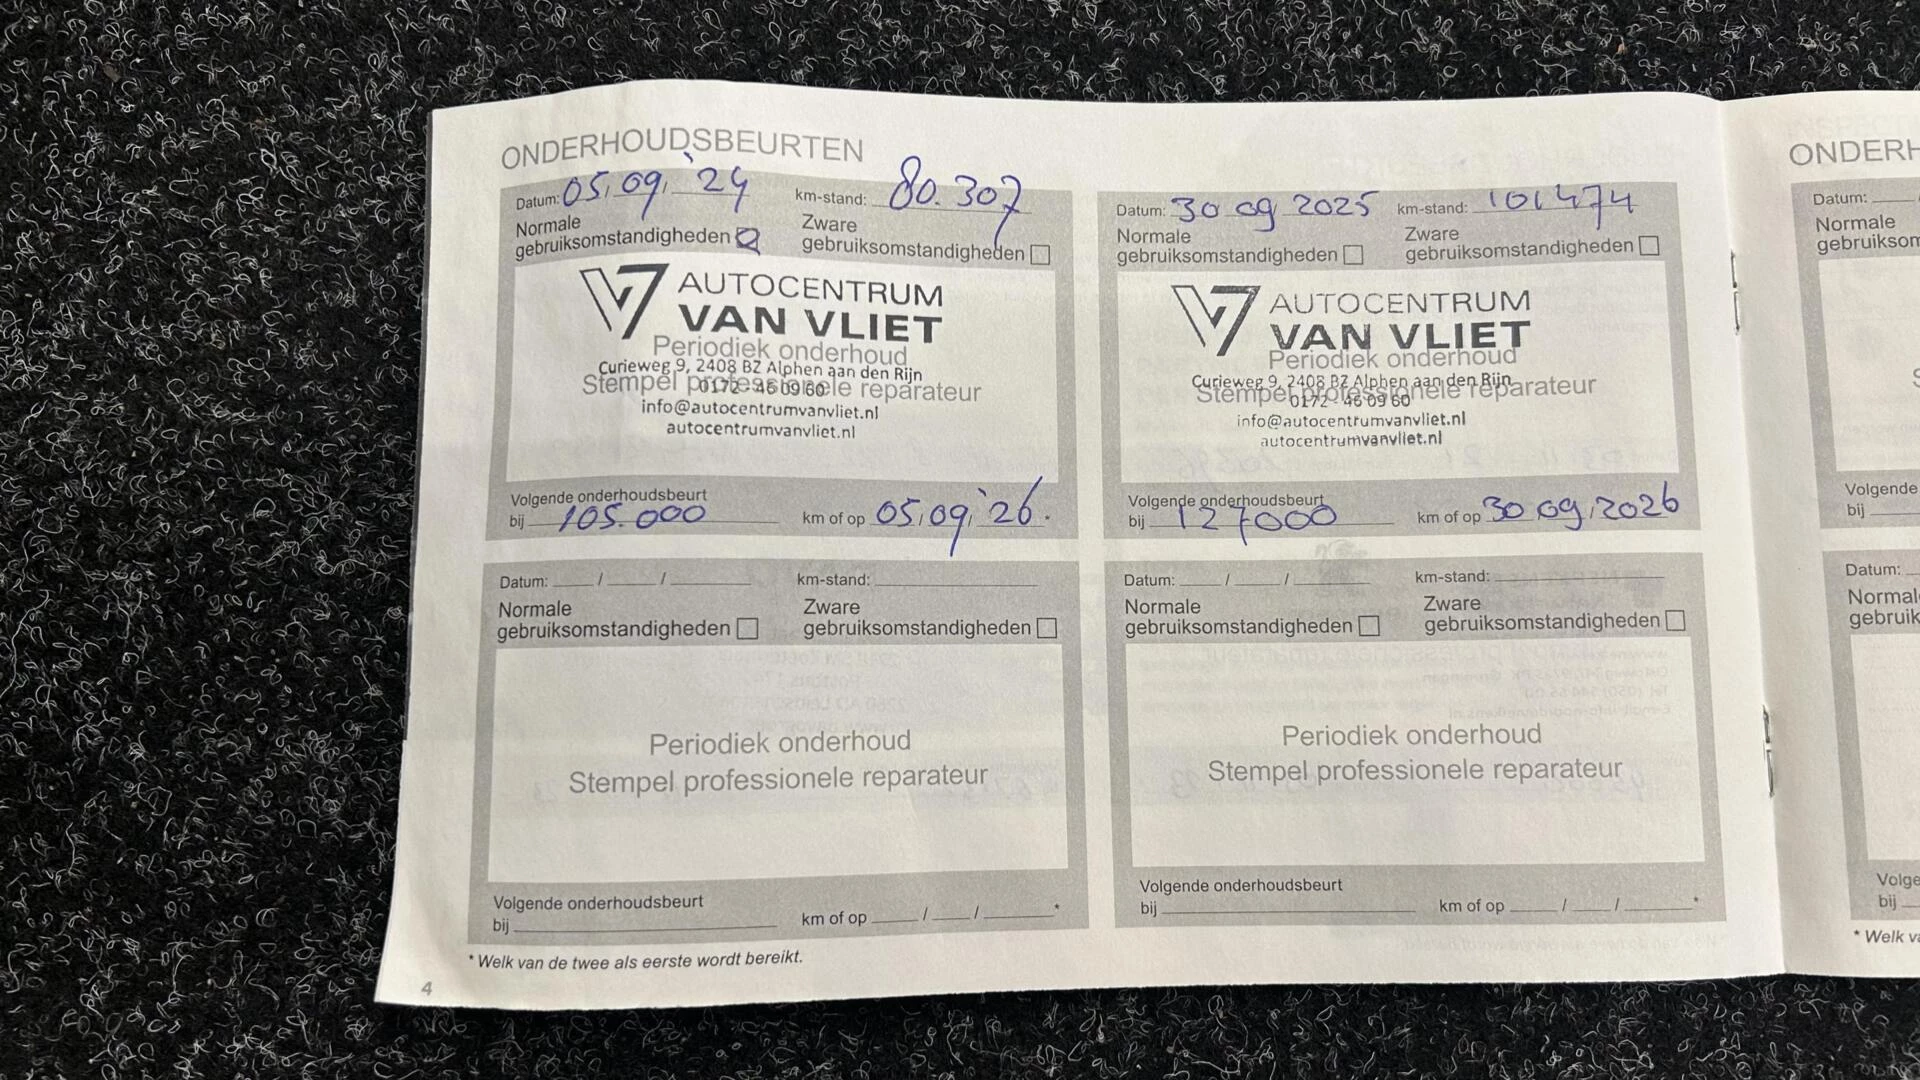 ONDERHOUDSBEURTEN
Datum: 05,09,'24 km-stand: 80.307
Normale gebruiksomstandigheden
Zware gebruiksomstandigheden
AUTOCENTRUM
VAN VLIET
Periodiek onderhoud
Curieweg 9, 2408 BZ Alphen aan den Rijn
Stempel professionele reparateur
0172 - 46 09 60
info@autocentrumvanvliet.nl
autocentrumvanvliet.nl
Volgende onderhoudsbeurt
bij 105.000 km of op 05,09,'26.
Datum: 30 09 2025 km-stand: 101474
Normale gebruiksomstandigheden
Zware gebruiksomstandigheden
AUTOCENTRUM
VAN VLIET
Periodiek onderhoud
Curieweg 9, 2408 BZ Alphen aan den Rijn
Stempel professionele reparateur
0172 - 46 09 60
info@autocentrumvanvliet.nl
autocentrumvanvliet.nl
Volgende onderhoudsbeurt
bij 127000 km of op 30 09,2026
Datum: / / km-stand:
Normale gebruiksomstandigheden
Zware gebruiksomstandigheden
Periodiek onderhoud
Stempel professionele reparateur
Volgende onderhoudsbeurt
bij km of op / / *
Datum: / / km-stand:
Normale gebruiksomstandigheden
Zware gebruiksomstandigheden
Periodiek onderhoud
Stempel professionele reparateur
Volgende onderhoudsbeurt
bij km of op / / *
* Welk van de twee als eerste wordt bereikt.
4
ONDERH
Datum:
Normale
gebruiksom
Volgende
bij
Datum:
Normal
gebruik
Volge
bij
* Welk va